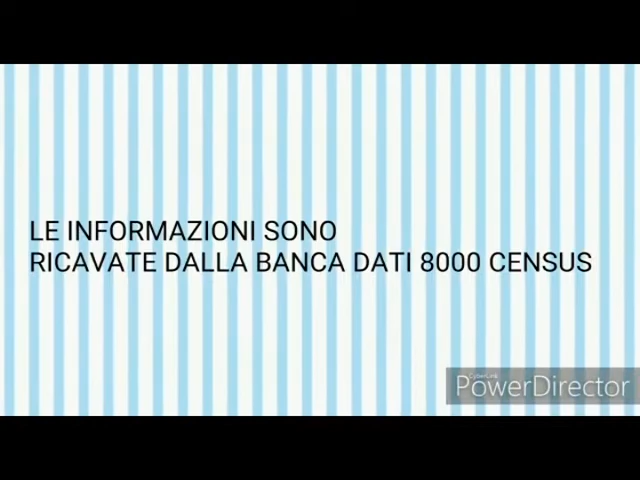 LE INFORMAZIONI SONO
RICAVATE DALLA BANCA DATI 8000 CENSUS
CyberLink
PowerDirector